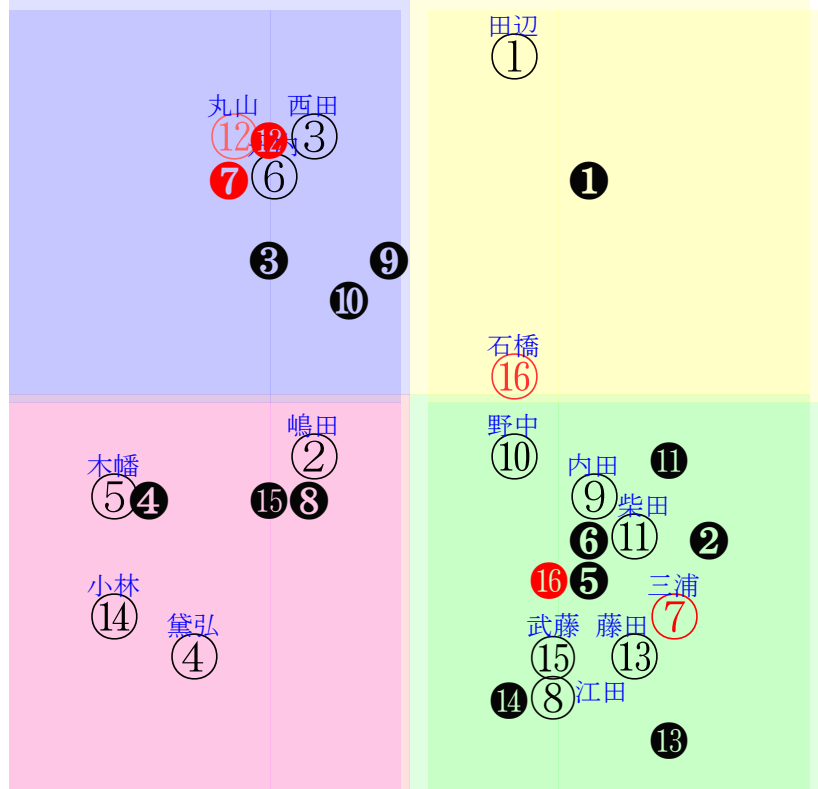 田辺
①
丸山
西田
⑫
⓬
③
内
❼
⑥
❶
❸
❾
❿
石橋
⑯
嶋田
②
野中
⑩
木幡
⑤
❹
⓯
❽
内田
⑨
⓫
柴田
⑪
❻
❷
⓰
❺
小林
⑭
三浦
⑦
黛弘
④
武藤
⑮
藤田
⑬
⓮
⑧
江田
⓭